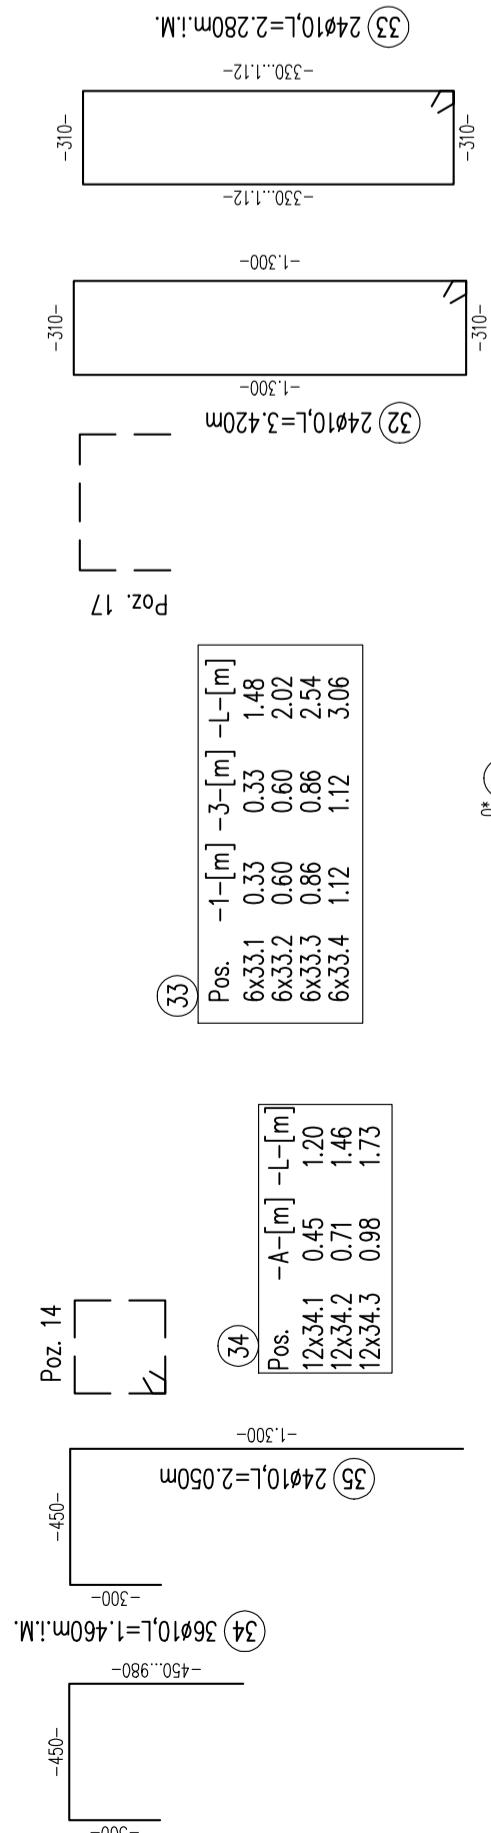 33 24ø10,L=2.280m.i.M.
-330...1.12-
-310-
-310-
-330...1.12-
-1.300-
-310-
-310-
-1.300-
32 24ø10,L=3.420m
Poz. 17
33
Pos. -1-[m] -3-[m] -L-[m]
6x33.1 0.33 0.33 1.48
6x33.2 0.60 0.60 2.02
6x33.3 0.86 0.86 2.54
6x33.4 1.12 1.12 3.06
0*
Poz. 14
34
Pos. -A-[m] -L-[m]
12x34.1 0.45 1.20
12x34.2 0.71 1.46
12x34.3 0.98 1.73
-1.300-
35 24ø10,L=2.050m
-450-
-300-
34 36ø10,L=1.460m.i.M.
-450...980-
-450-
-300-